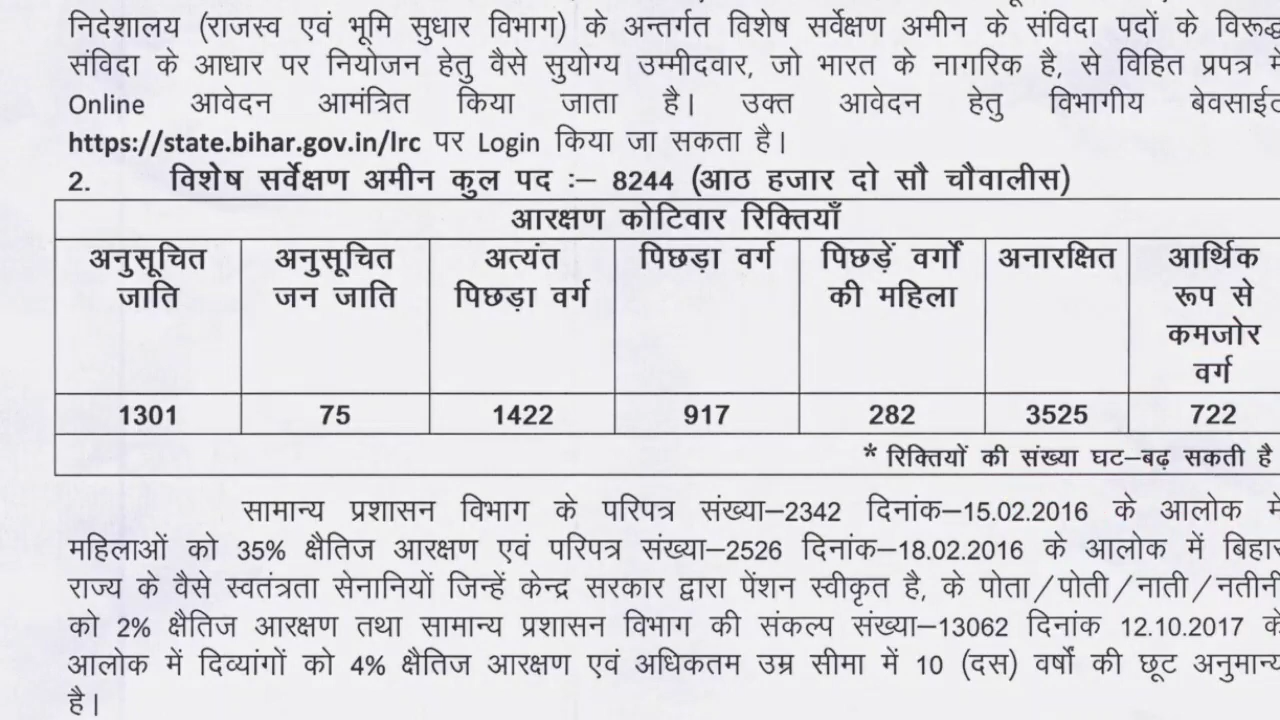 निदेशालय (राजस्व एवं भूमि सुधार विभाग) के अन्तर्गत विशेष सर्वेक्षण अमीन के संविदा पदों के विरूद्ध
संविदा के आधार पर नियोजन हेतु वैसे सुयोग्य उम्मीदवार, जो भारत के नागरिक है, से विहित प्रपत्र में
Online आवेदन आमंत्रित किया जाता है। उक्त आवेदन हेतु विभागीय बेवसाईट
https://state.bihar.gov.in/lrc पर Login किया जा सकता है।
2. विशेष सर्वेक्षण अमीन कुल पद :– 8244 (आठ हजार दो सौ चौवालीस)
आरक्षण कोटिवार रिक्तियाँ
अनुसूचित अनुसूचित अत्यंत पिछड़ा वर्ग पिछड़ें वर्गों अनारक्षित आर्थिक
जाति जन जाति पिछड़ा वर्ग की महिला रूप से
कमजोर
वर्ग
1301 75 1422 917 282 3525 722
* रिक्तियों की संख्या घट–बढ़ सकती है
सामान्य प्रशासन विभाग के परिपत्र संख्या–2342 दिनांक–15.02.2016 के आलोक में
महिलाओं को 35% क्षैतिज आरक्षण एवं परिपत्र संख्या–2526 दिनांक–18.02.2016 के आलोक में बिहार
राज्य के वैसे स्वतंत्रता सेनानियों जिन्हें केन्द्र सरकार द्वारा पेंशन स्वीकृत है, के पोता/पोती/नाती/नतीनी
को 2% क्षैतिज आरक्षण तथा सामान्य प्रशासन विभाग की संकल्प संख्या–13062 दिनांक 12.10.2017 के
आलोक में दिव्यांगों को 4% क्षैतिज आरक्षण एवं अधिकतम उम्र सीमा में 10 (दस) वर्षों की छूट अनुमान्य
है।